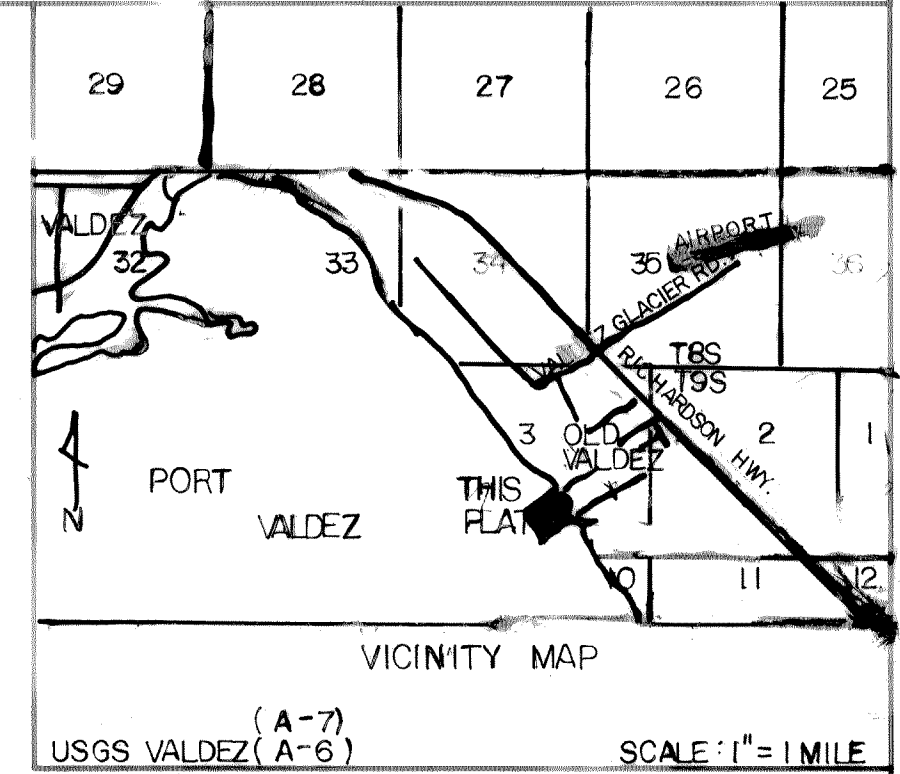 29
28
27
26
25
VALDEZ
32
33
34
35
36
AIRPORT
GLACIER RD.
T8S
T9S
RICHARDSON HWY.
3
2
1
OLD
VALDEZ
THIS
PLAT
PORT
VALDEZ
N
10
11
12
VICINITY MAP
(A-7)
USGS VALDEZ (A-6)
SCALE: 1" = 1 MILE